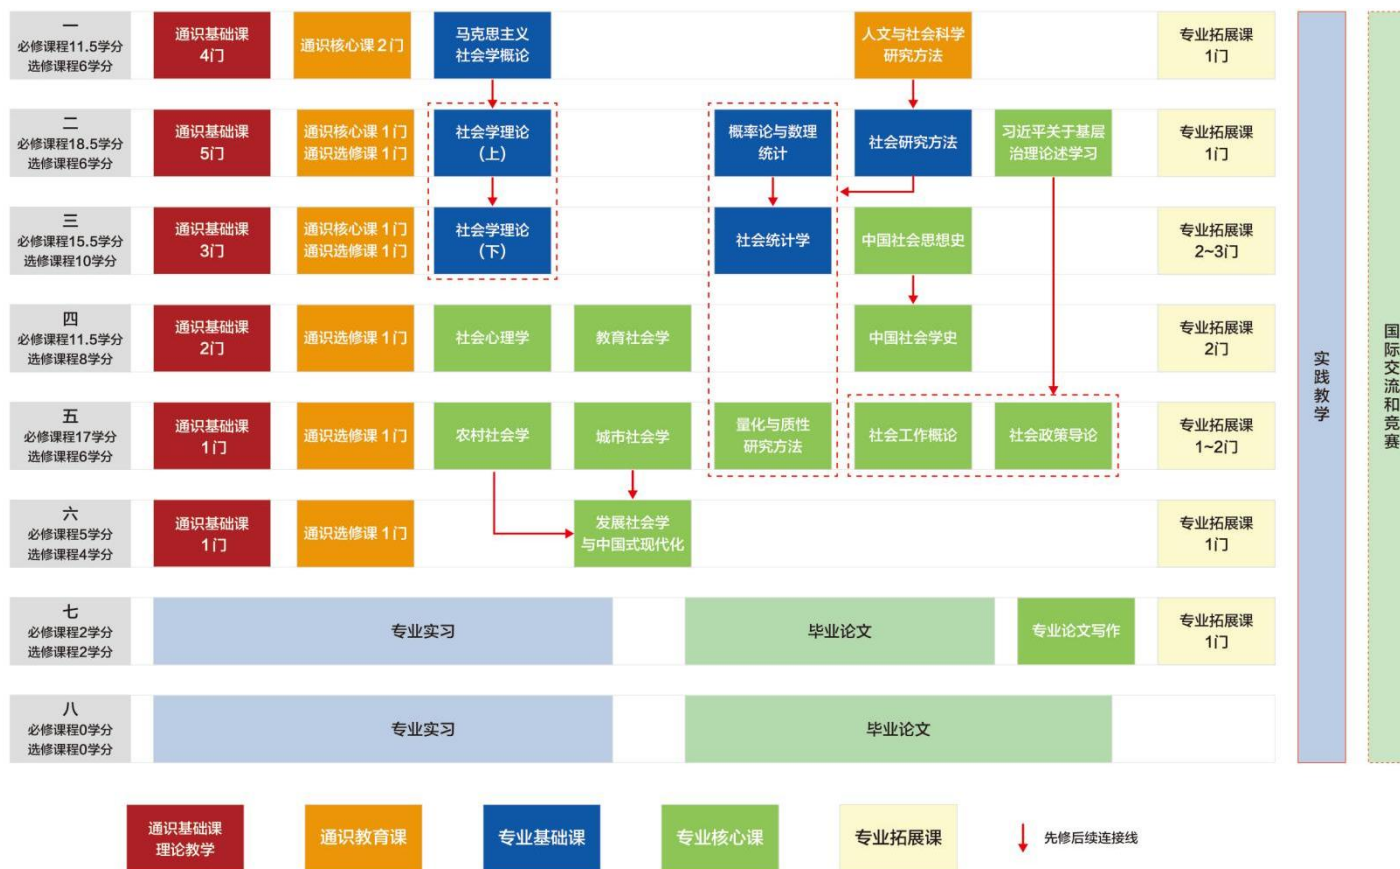 一
必修课程11.5学分
选修课程6学分
通识基础课
4门
通识核心课 2 门
马克思主义
社会学概论
人文与社会科学
研究方法
专业拓展课
1门
二
必修课程18.5学分
选修课程6学分
通识基础课
5门
通识核心课 1 门
通识选修课 1 门
社会学理论
(上)
概率论与数理
统计
社会研究方法
习近平关于基层
治理论述学习
专业拓展课
1门
三
必修课程15.5学分
选修课程10学分
通识基础课
3门
通识核心课 1 门
通识选修课 1 门
社会学理论
(下)
社会统计学
中国社会思想史
专业拓展课
2~3门
四
必修课程11.5学分
选修课程8学分
通识基础课
2门
通识选修课 1 门
社会心理学
教育社会学
中国社会学史
专业拓展课
2门
五
必修课程17学分
选修课程6学分
通识基础课
1门
通识选修课 1 门
农村社会学
城市社会学
量化与质性
研究方法
社会工作概论
社会政策导论
专业拓展课
1~2门
六
必修课程5学分
选修课程4学分
通识基础课
1门
通识选修课 1 门
发展社会学
与中国式现代化
专业拓展课
1门
七
必修课程2学分
选修课程2学分
专业实习
毕业论文
专业论文写作
专业拓展课
1门
八
必修课程0学分
选修课程0学分
专业实习
毕业论文
实践教学
国际交流和竞赛
通识基础课
理论教学
通识教育课
专业基础课
专业核心课
专业拓展课
先修后续连接线